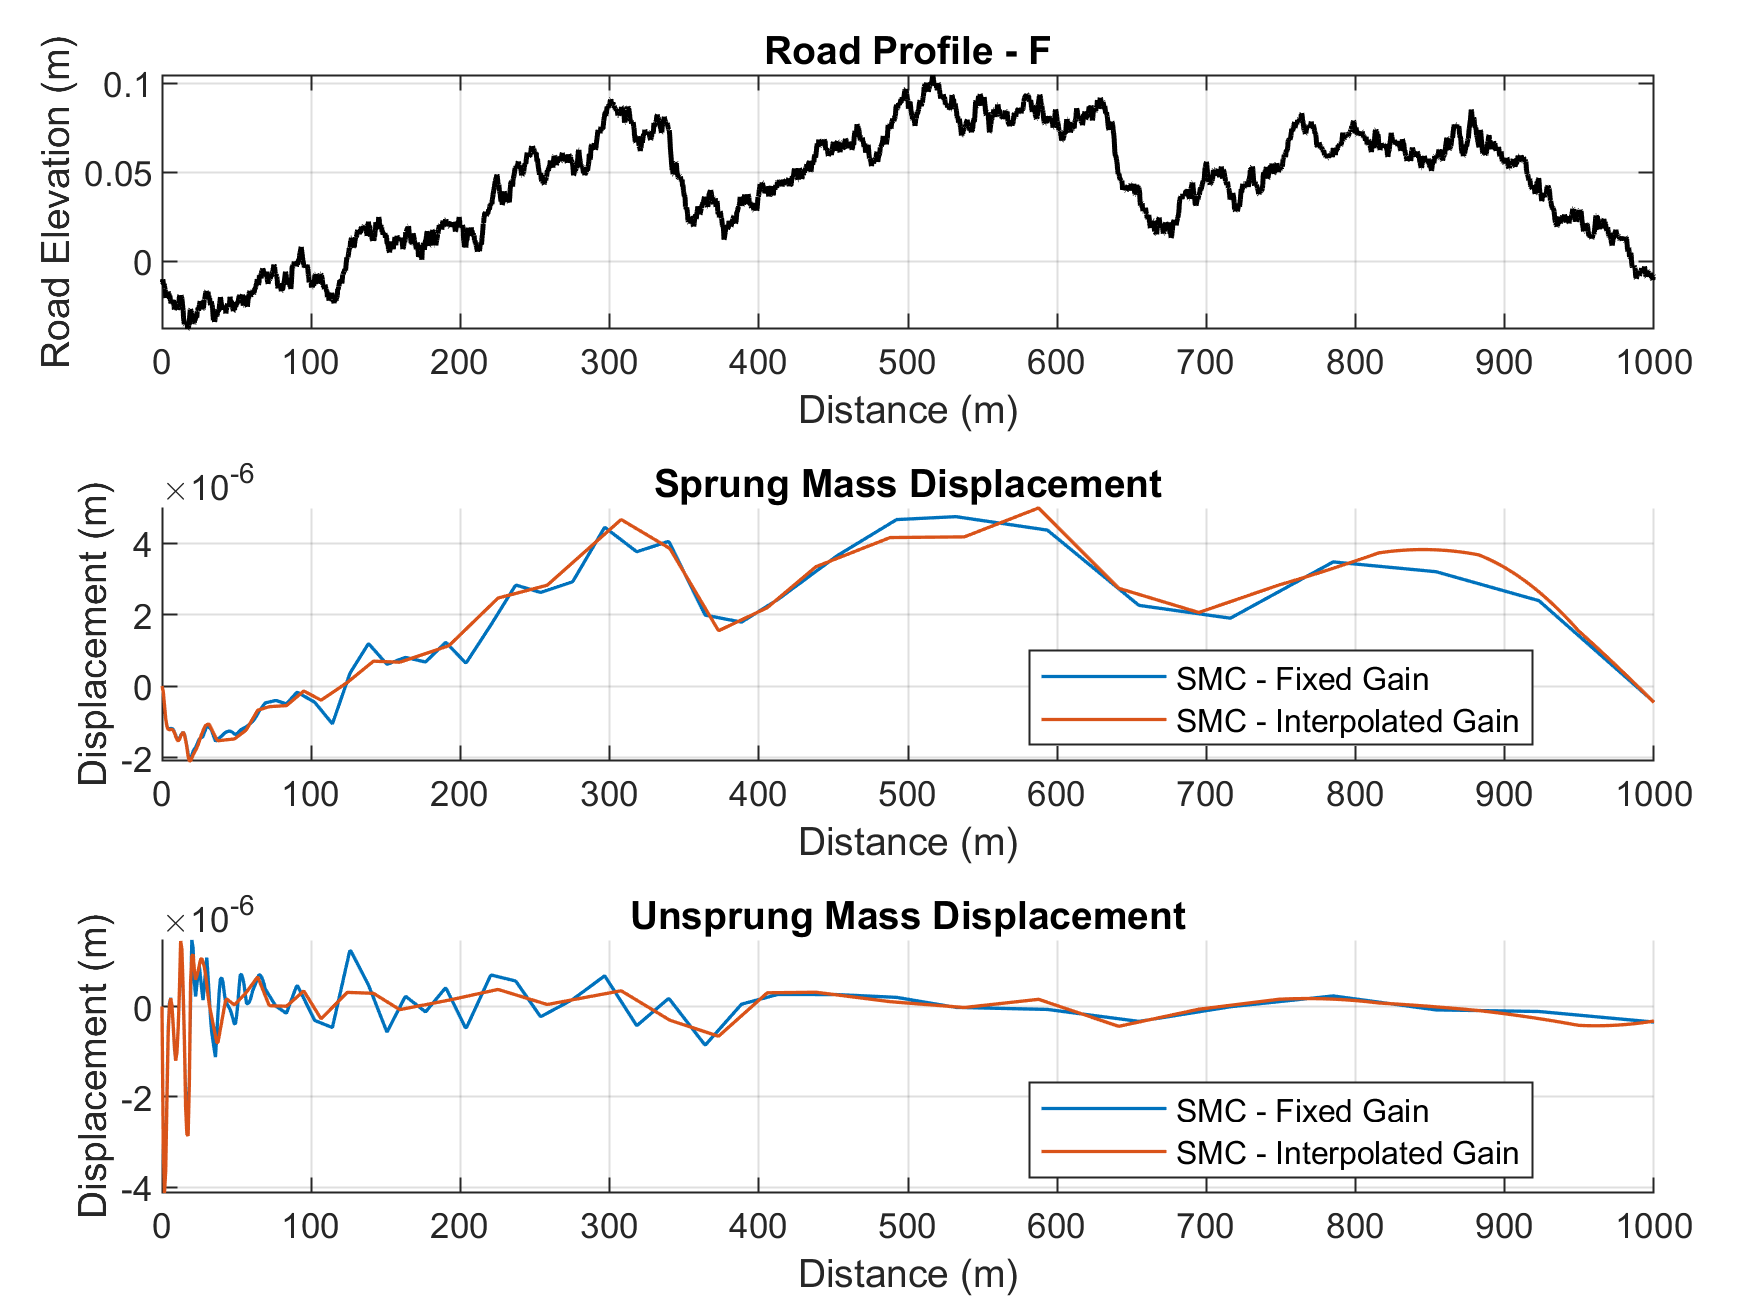 Road Profile - F
Road Elevation (m)
0.1
0.05
0
0 100 200 300 400 500 600 700 800 900 1000
Distance (m)
×10-6
Sprung Mass Displacement
Displacement (m)
4
2
0
-2
SMC - Fixed Gain
SMC - Interpolated Gain
0 100 200 300 400 500 600 700 800 900 1000
Distance (m)
×10-6
Unsprung Mass Displacement
Displacement (m)
0
-2
-4
SMC - Fixed Gain
SMC - Interpolated Gain
0 100 200 300 400 500 600 700 800 900 1000
Distance (m)